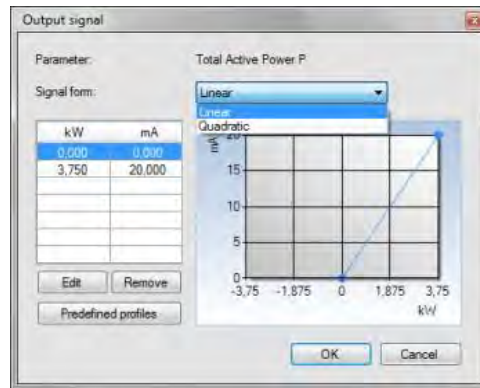 Output signal
Parameter: Total Active Power P
Signal form: Linear
Linear
Quadratic
kW mA
0,000 0,000
3,750 20,000
mA
20
15
10
5
0
-3,75 -1,875 0 1,875 3,75
kW
Edit Remove
Predefined profiles
OK Cancel